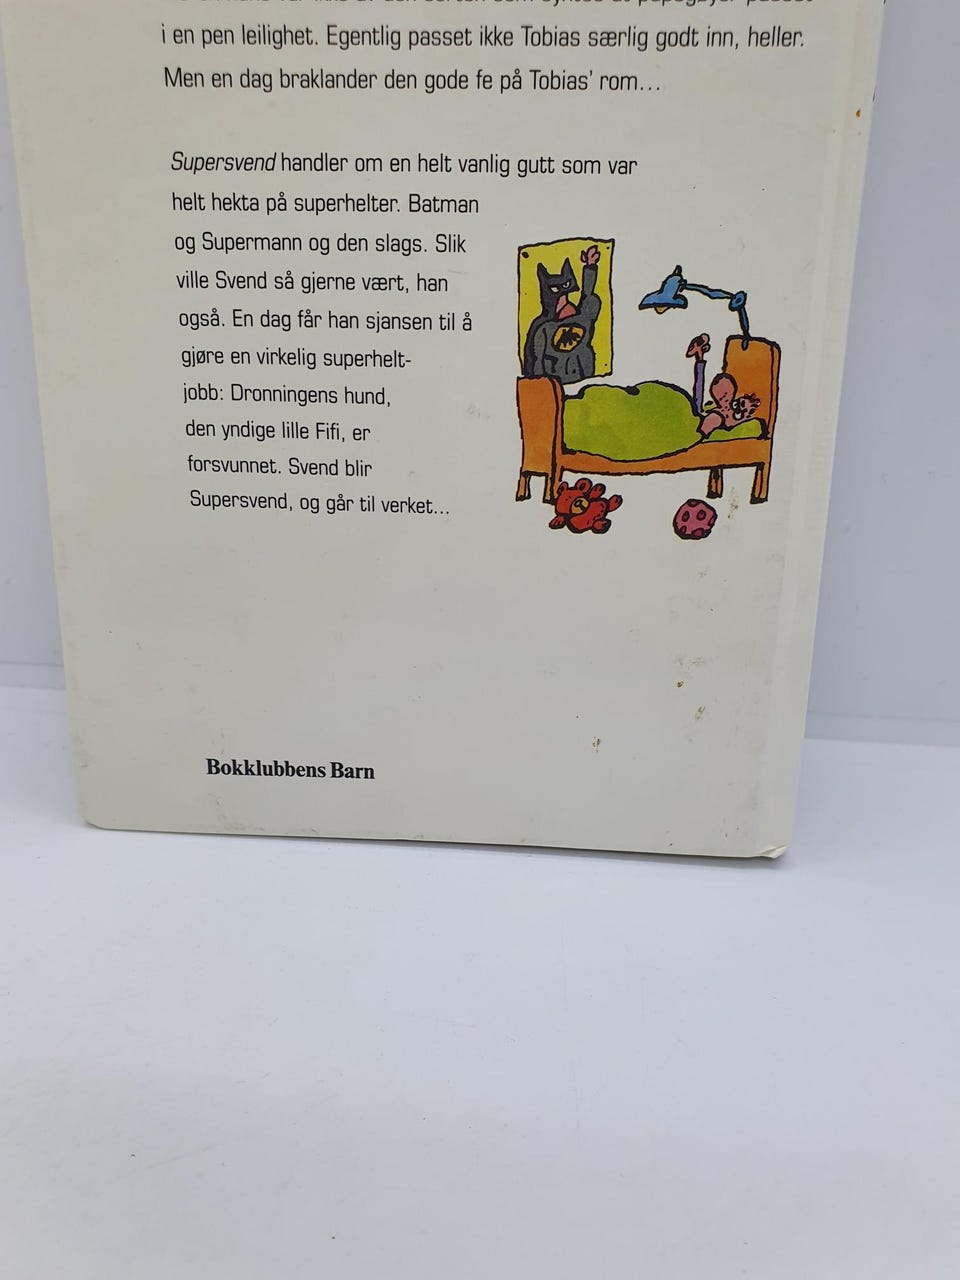 i en pen leilighet. Egentlig passet ikke Tobias særlig godt inn, heller.
Men en dag braklander den gode fe på Tobias' rom...
Supersvend handler om en helt vanlig gutt som var
helt hekta på superhelter. Batman
og Supermann og den slags. Slik
ville Svend så gjerne vært, han
også. En dag får han sjansen til å
gjøre en virkelig superhelt-
jobb: Dronningens hund,
den yndige lille Fifi, er
forsvunnet. Svend blir
Supersvend, og går til verket...
Bokklubbens Barn